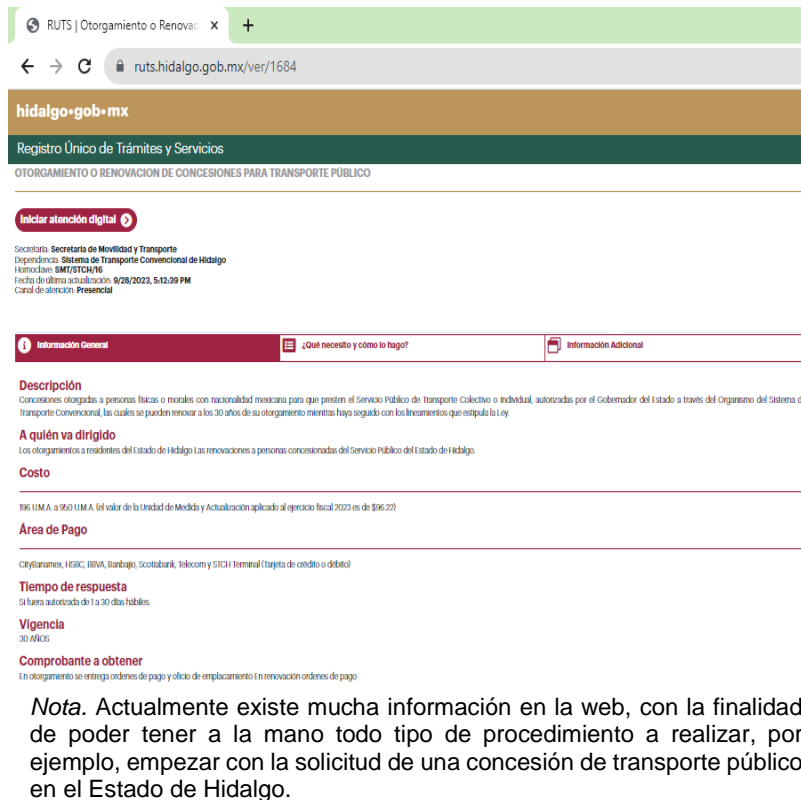 RUTS | Otorgamiento o Renovac
ruts.hidalgo.gob.mx/ver/1684
hidalgo•gob•mx
Registro Único de Trámites y Servicios
OTORGAMIENTO O RENOVACION DE CONCESIONES PARA TRANSPORTE PÚBLICO
Iniciar atención digital
Secretaría: Secretaría de Movilidad y Transporte
Dependencia: Sistema de Transporte Convencional de Hidalgo
Homoclave: SMT/STCH/16
Fecha de última actualización: 9/28/2023, 5:12:39 PM
Canal de atención: Presencial
Información General
¿Qué necesito y cómo lo hago?
Información Adicional
Descripción
Concesiones otorgadas a personas físicas o morales con nacionalidad mexicana para que presten el Servicio Público de Transporte Colectivo o Individual, autorizadas por el Gobernador del Estado a través del Organismo del Sistema d
Transporte Convencional, las cuales se pueden renovar a los 30 años de su otorgamiento mientras haya seguido con los lineamientos que estipula la Ley.
A quién va dirigido
Los otorgamientos a residentes del Estado de Hidalgo Las renovaciones a personas concesionadas del Servicio Público del Estado de Hidalgo.
Costo
196 U.M.A. a 950 U.M.A. (el valor de la Unidad de Medida y Actualización aplicado al ejercicio fiscal 2023 es de $96.22)
Área de Pago
CityBanamex, HSBC, BBVA, Banbajio, Scotiabank, Telecom y STCH Terminal (Tarjeta de crédito o débito)
Tiempo de respuesta
Si fuera autorizada de 1 a 30 días hábiles.
Vigencia
30 AÑOS
Comprobante a obtener
En otorgamiento se entrega ordenes de pago y oficio de emplacamiento En renovación ordenes de pago
Nota. Actualmente existe mucha información en la web, con la finalidad
de poder tener a la mano todo tipo de procedimiento a realizar, por
ejemplo, empezar con la solicitud de una concesión de transporte público
en el Estado de Hidalgo.